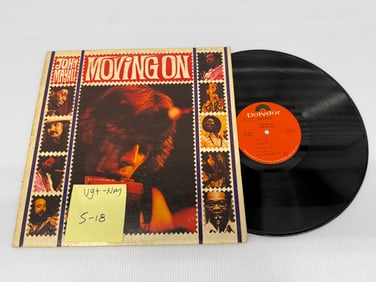 JOHN
MAYALL
MOVING ON
Vg+-NM
S-18
Polydor